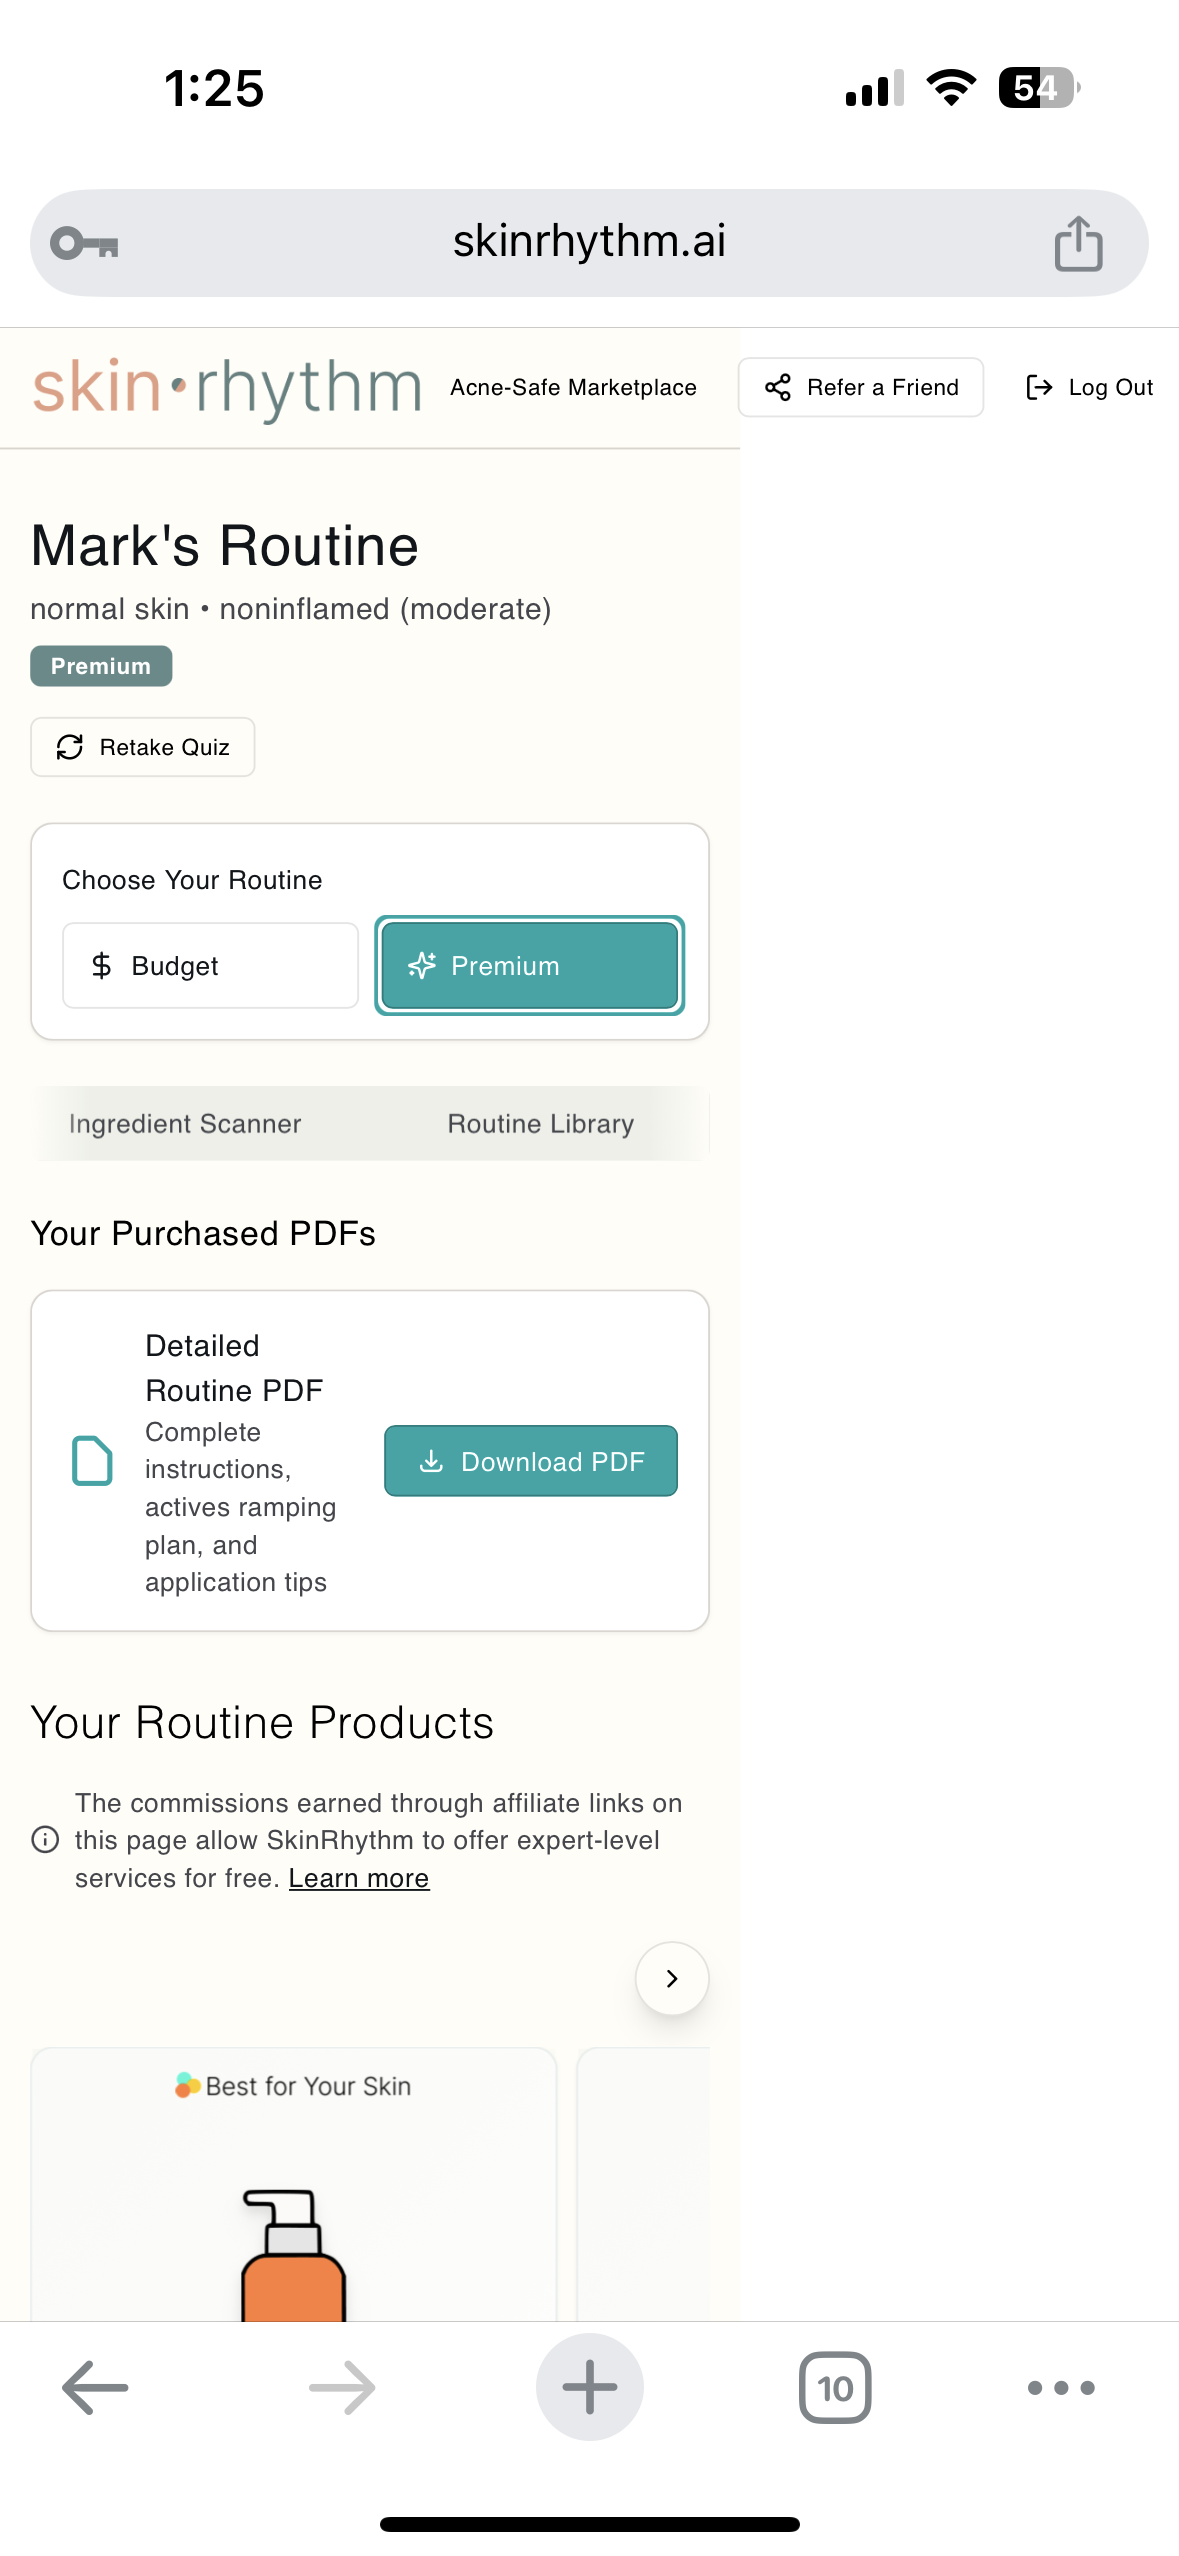 1:25
54
skinrhythm.ai
skin•rhythm Acne-Safe Marketplace Refer a Friend Log Out
Mark's Routine
normal skin • noninflamed (moderate)
Premium
Retake Quiz
Choose Your Routine
Budget Premium
Ingredient Scanner Routine Library
Your Purchased PDFs
Detailed
Routine PDF
Complete
instructions,
actives ramping
plan, and
application tips
Download PDF
Your Routine Products
The commissions earned through affiliate links on
this page allow SkinRhythm to offer expert-level
services for free. Learn more
Best for Your Skin
10